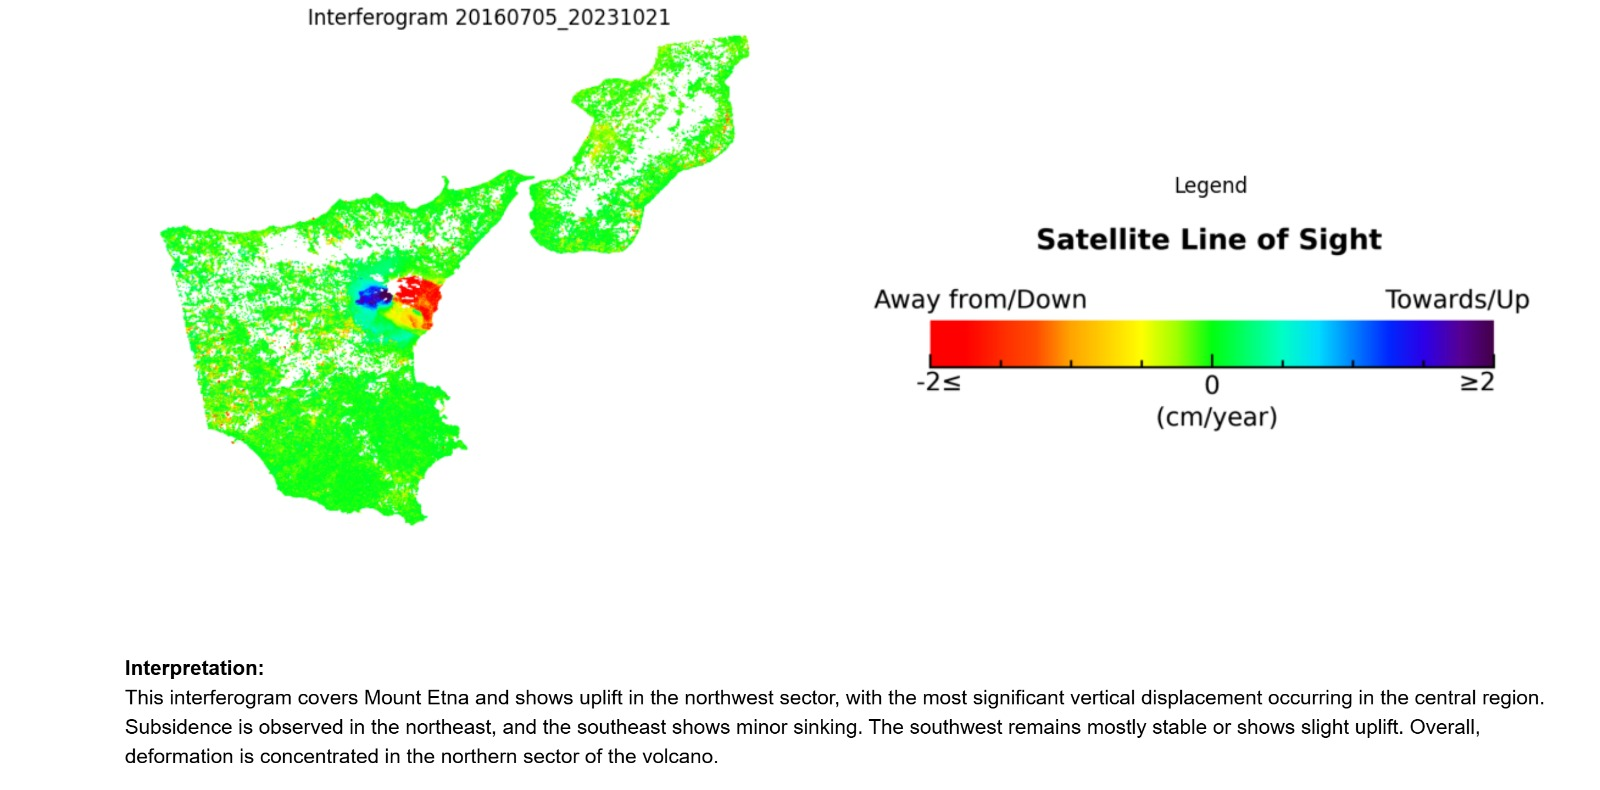 Interferogram 20160705_20231021
Legend
Satellite Line of Sight
Away from/Down Towards/Up
-2≤ 0 ≥2
(cm/year)
Interpretation:
This interferogram covers Mount Etna and shows uplift in the northwest sector, with the most significant vertical displacement occurring in the central region.
Subsidence is observed in the northeast, and the southeast shows minor sinking. The southwest remains mostly stable or shows slight uplift. Overall,
deformation is concentrated in the northern sector of the volcano.